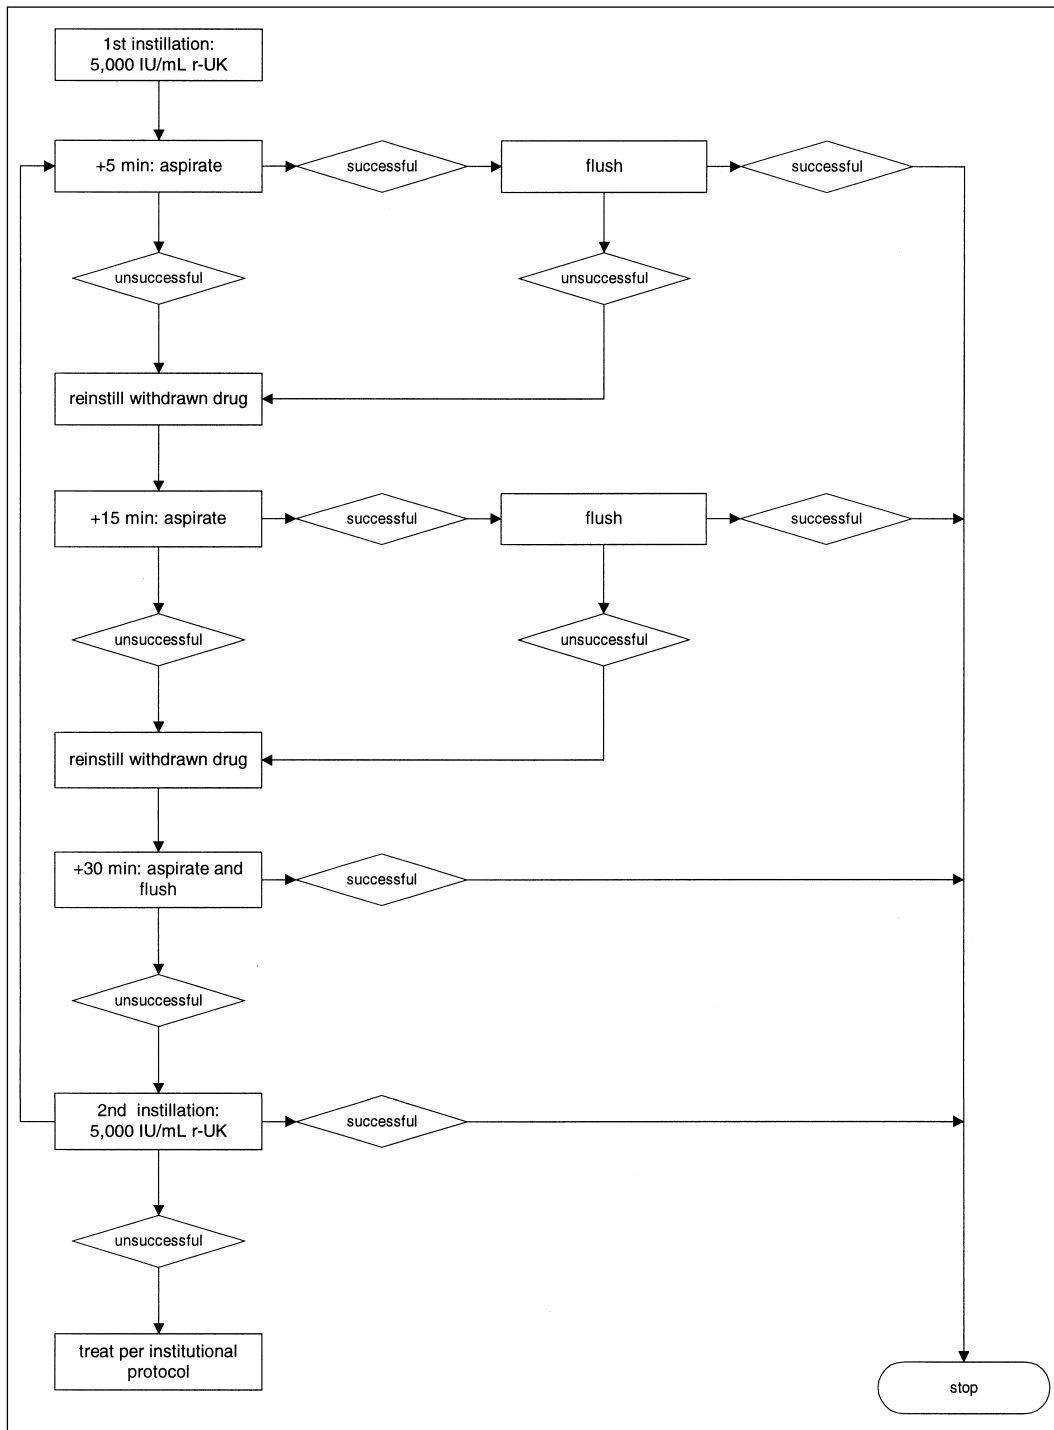 1st instillation:
5,000 IU/mL r-UK
+5 min: aspirate
successful
flush
successful
unsuccessful
unsuccessful
reinstill withdrawn drug
+15 min: aspirate
successful
flush
successful
unsuccessful
unsuccessful
reinstill withdrawn drug
+30 min: aspirate and
flush
successful
unsuccessful
2nd instillation:
5,000 IU/mL r-UK
successful
unsuccessful
treat per institutional
protocol
stop